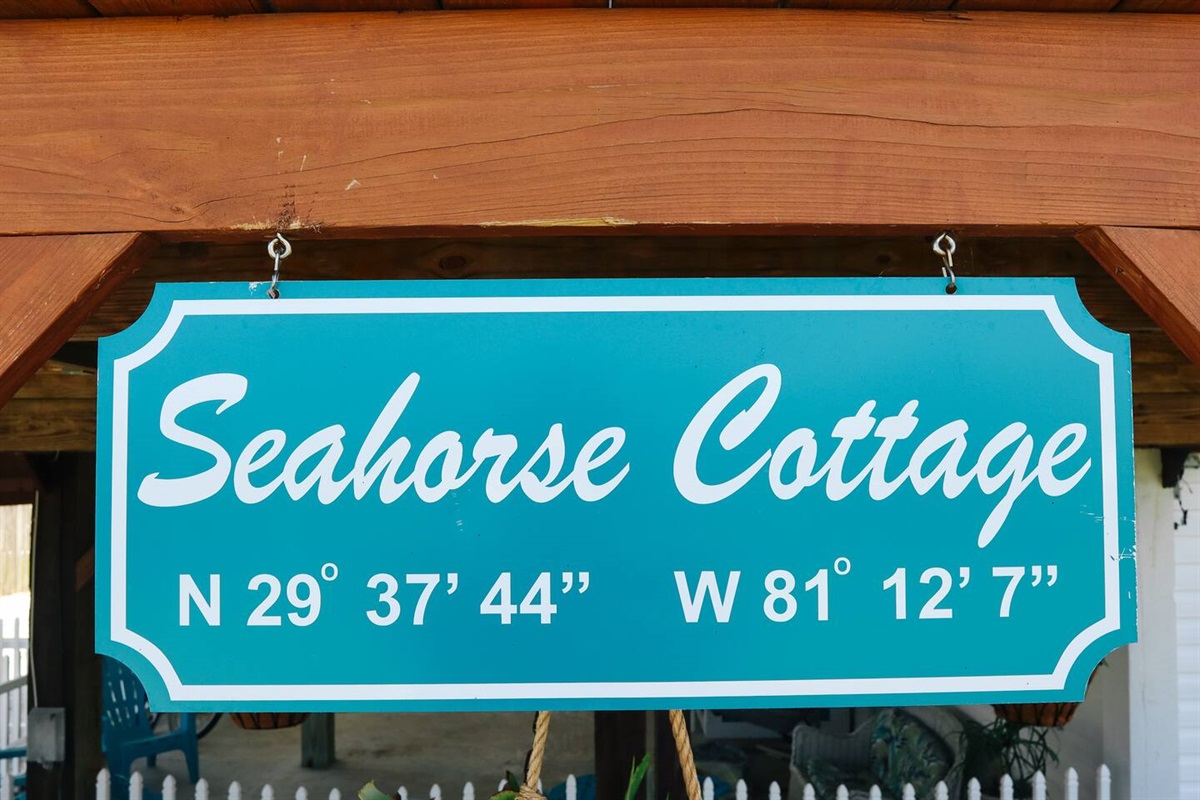 Seahorse Cottage
N 29° 37’ 44” W 81° 12’ 7”